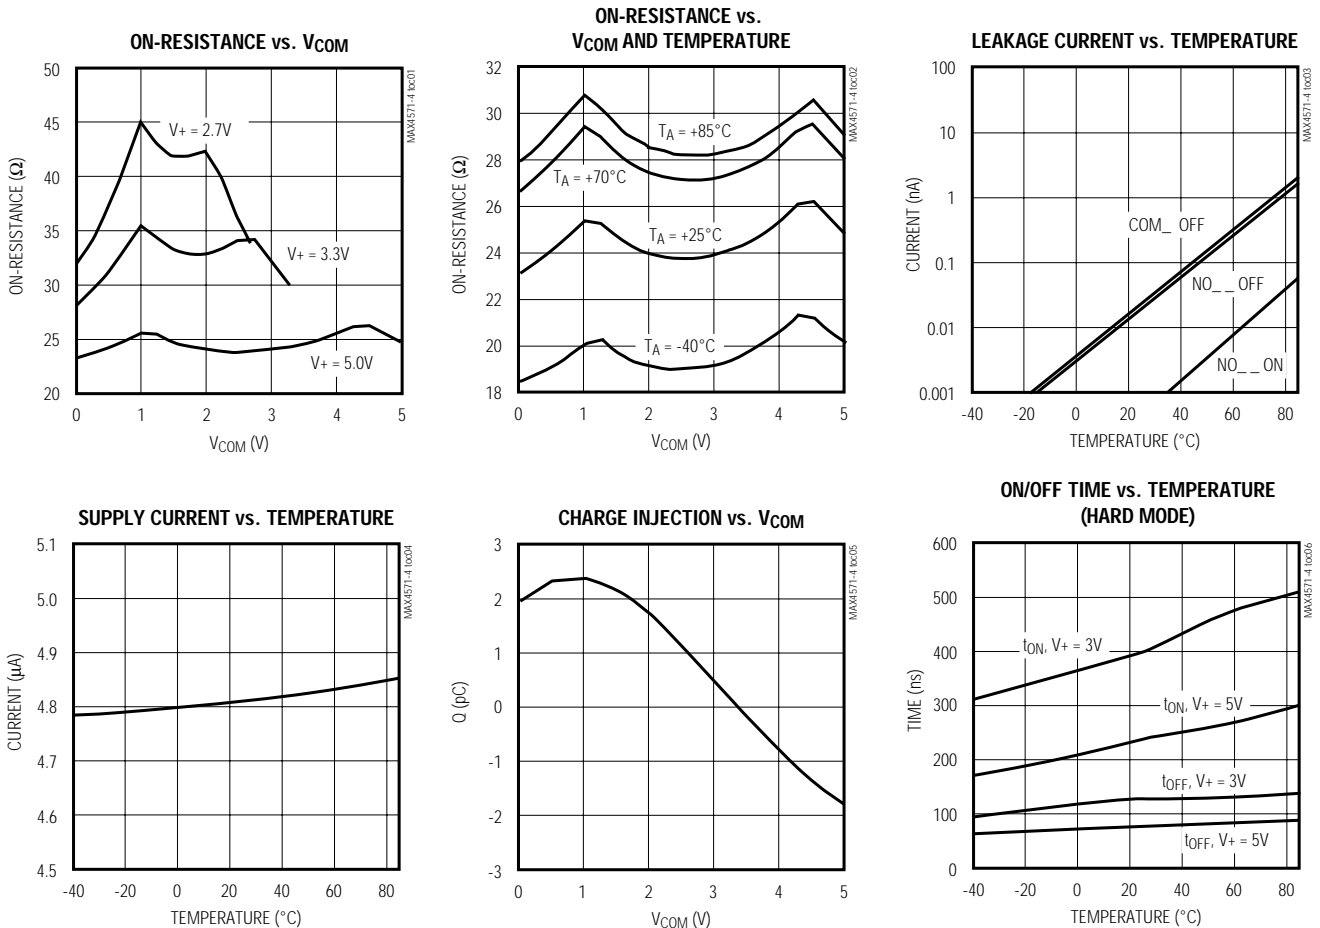 ON-RESISTANCE vs. VCOM
50
45
40
35
30
25
20
ON-RESISTANCE (Ω)
V+ = 2.7V
V+ = 3.3V
V+ = 5.0V
0 1 2 3 4 5
VCOM (V)
MAX4571-4 toc01
ON-RESISTANCE vs.
VCOM AND TEMPERATURE
32
30
28
26
24
22
20
18
ON-RESISTANCE (Ω)
TA = +85°C
TA = +70°C
TA = +25°C
TA = -40°C
0 1 2 3 4 5
VCOM (V)
MAX4571-4 toc02
LEAKAGE CURRENT vs. TEMPERATURE
100
10
1
0.1
0.01
0.001
CURRENT (nA)
COM_ OFF
NO_ _ OFF
NO_ _ ON
-40 -20 0 20 40 60 80
TEMPERATURE (°C)
MAX4571-4 toc03
SUPPLY CURRENT vs. TEMPERATURE
5.1
5.0
4.9
4.8
4.7
4.6
4.5
CURRENT (µA)
-40 -20 0 20 40 60 80
TEMPERATURE (°C)
MAX4571-4 toc04
CHARGE INJECTION vs. VCOM
3
2
1
0
-1
-2
-3
Q (pC)
0 1 2 3 4 5
VCOM (V)
MAX4571-4 toc05
ON/OFF TIME vs. TEMPERATURE
(HARD MODE)
600
500
400
300
200
100
0
TIME (ns)
tON, V+ = 3V
tON, V+ = 5V
tOFF, V+ = 3V
tOFF, V+ = 5V
-40 -20 0 20 40 60 80
TEMPERATURE (°C)
MAX4571-4 toc06